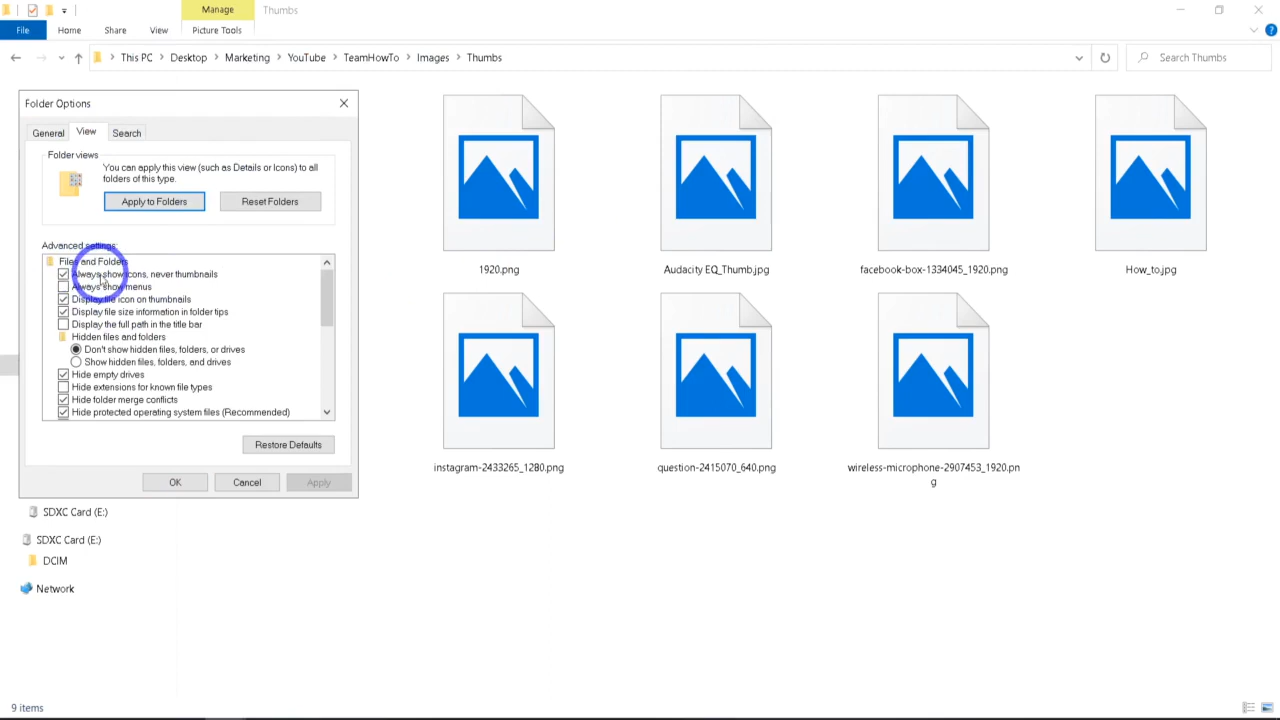 Manage
Thumbs
File
Home
Share
View
Picture Tools
This PC
Desktop
Marketing
YouTube
TeamHowTo
Images
Thumbs
Search Thumbs
Folder Options
General
View
Search
Folder views
You can apply this view (such as Details or Icons) to all
folders of this type.
Apply to Folders
Reset Folders
Advanced settings:
Files and Folders
Always show icons, never thumbnails
Always show menus
Display file icon on thumbnails
Display file size information in folder tips
Display the full path in the title bar
Hidden files and folders
Don't show hidden files, folders, or drives
Show hidden files, folders, and drives
Hide empty drives
Hide extensions for known file types
Hide folder merge conflicts
Hide protected operating system files (Recommended)
Restore Defaults
OK
Cancel
Apply
1920.png
Audacity EQ_Thumb.jpg
facebook-box-1334045_1920.png
How_to.jpg
instagram-2433265_1280.png
question-2415070_640.png
wireless-microphone-2907453_1920.pn
g
SDXC Card (E:)
SDXC Card (E:)
DCIM
Network
9 items